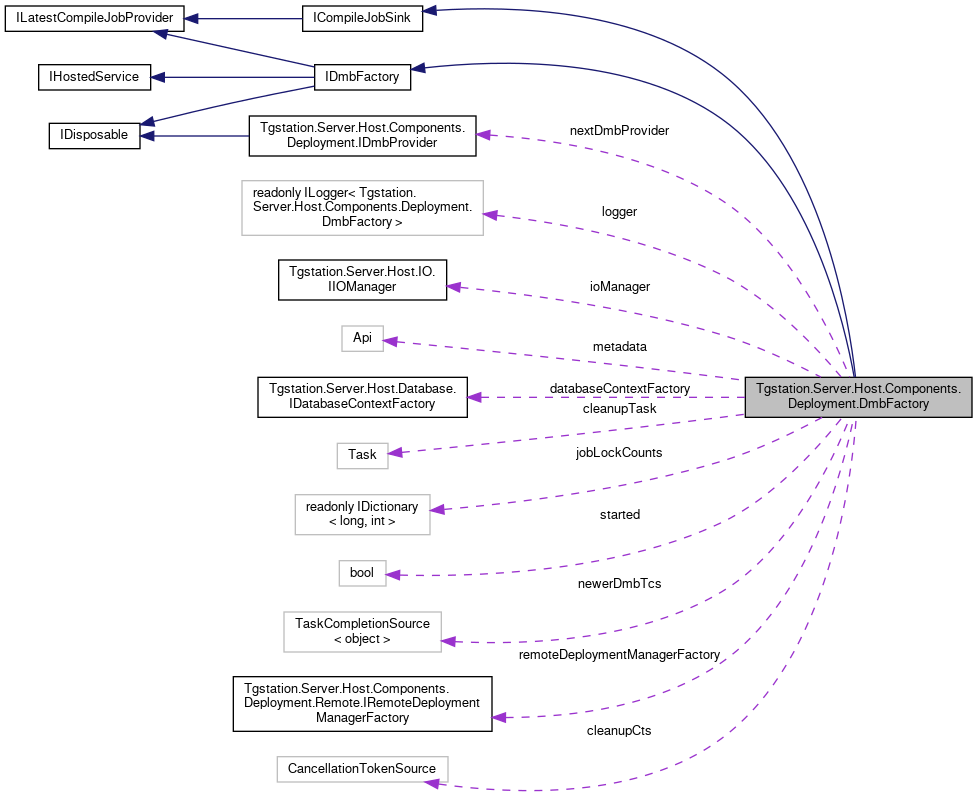 ILatestCompileJobProvider
ICompileJobSink
IHostedService
IDmbFactory
IDisposable
Tgstation.Server.Host.Components.
Deployment.IDmbProvider
nextDmbProvider
readonly ILogger< Tgstation.
Server.Host.Components.Deployment.
DmbFactory >
logger
Tgstation.Server.Host.IO.
IIOManager
ioManager
Api
metadata
Tgstation.Server.Host.Database.
IDatabaseContextFactory
databaseContextFactory
Tgstation.Server.Host.Components.
Deployment.DmbFactory
cleanupTask
Task
jobLockCounts
readonly IDictionary
< long, int >
started
bool
newerDmbTcs
TaskCompletionSource
< object >
remoteDeploymentManagerFactory
Tgstation.Server.Host.Components.
Deployment.Remote.IRemoteDeployment
ManagerFactory
cleanupCts
CancellationTokenSource